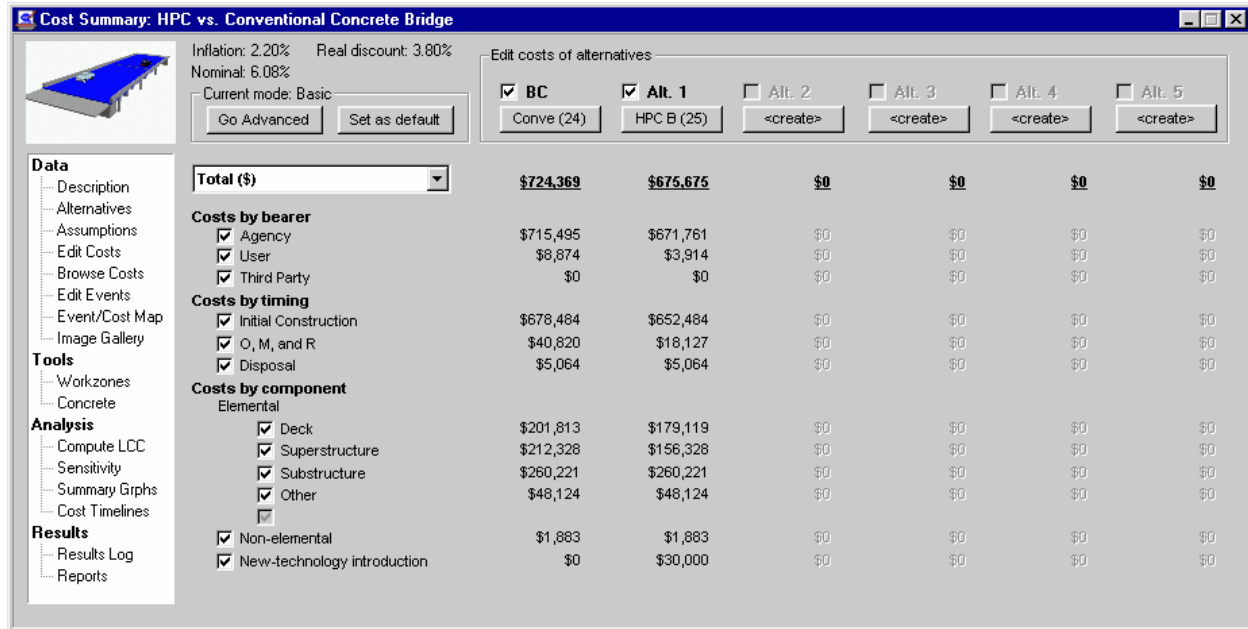 Cost Summary: HPC vs. Conventional Concrete Bridge
Inflation: 2.20% Real discount: 3.80%
Nominal: 6.08%
Current mode: Basic
Go Advanced Set as default
Edit costs of alternatives
BC Alt. 1 Alt. 2 Alt. 3 Alt. 4 Alt. 5
Conve (24) HPC B (25) <create> <create> <create> <create>
Data
Description
Alternatives
Assumptions
Edit Costs
Browse Costs
Edit Events
Event/Cost Map
Image Gallery
Tools
Workzones
Concrete
Analysis
Compute LCC
Sensitivity
Summary Grphs
Cost Timelines
Results
Results Log
Reports
Total ($) $724,369 $675,675 $0 $0 $0 $0
Costs by bearer
Agency $715,495 $671,761 $0 $0 $0 $0
User $8,874 $3,914 $0 $0 $0 $0
Third Party $0 $0 $0 $0 $0 $0
Costs by timing
Initial Construction $678,484 $652,484 $0 $0 $0 $0
O, M, and R $40,820 $18,127 $0 $0 $0 $0
Disposal $5,064 $5,064 $0 $0 $0 $0
Costs by component
Elemental
Deck $201,813 $179,119 $0 $0 $0 $0
Superstructure $212,328 $156,328 $0 $0 $0 $0
Substructure $260,221 $260,221 $0 $0 $0 $0
Other $48,124 $48,124 $0 $0 $0 $0
Non-elemental $1,883 $1,883 $0 $0 $0 $0
New-technology introduction $0 $30,000 $0 $0 $0 $0